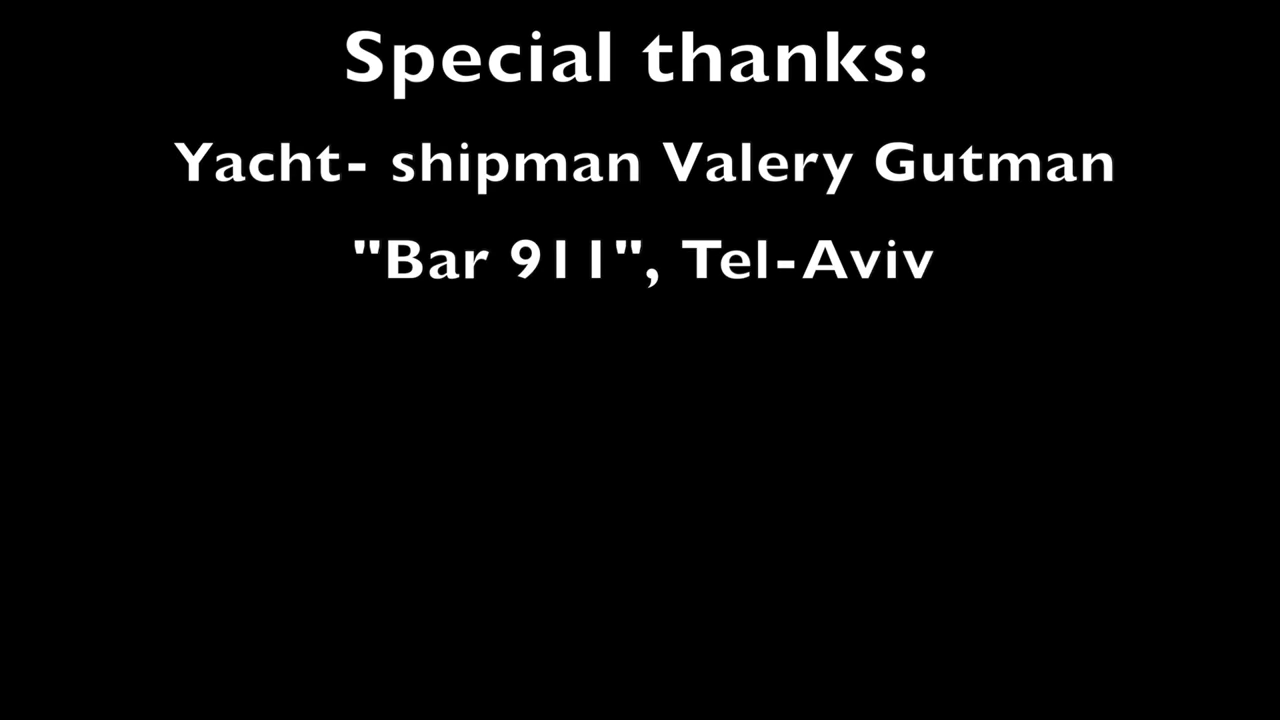 Special thanks:
Yacht- shipman Valery Gutman
"Bar 911", Tel-Aviv